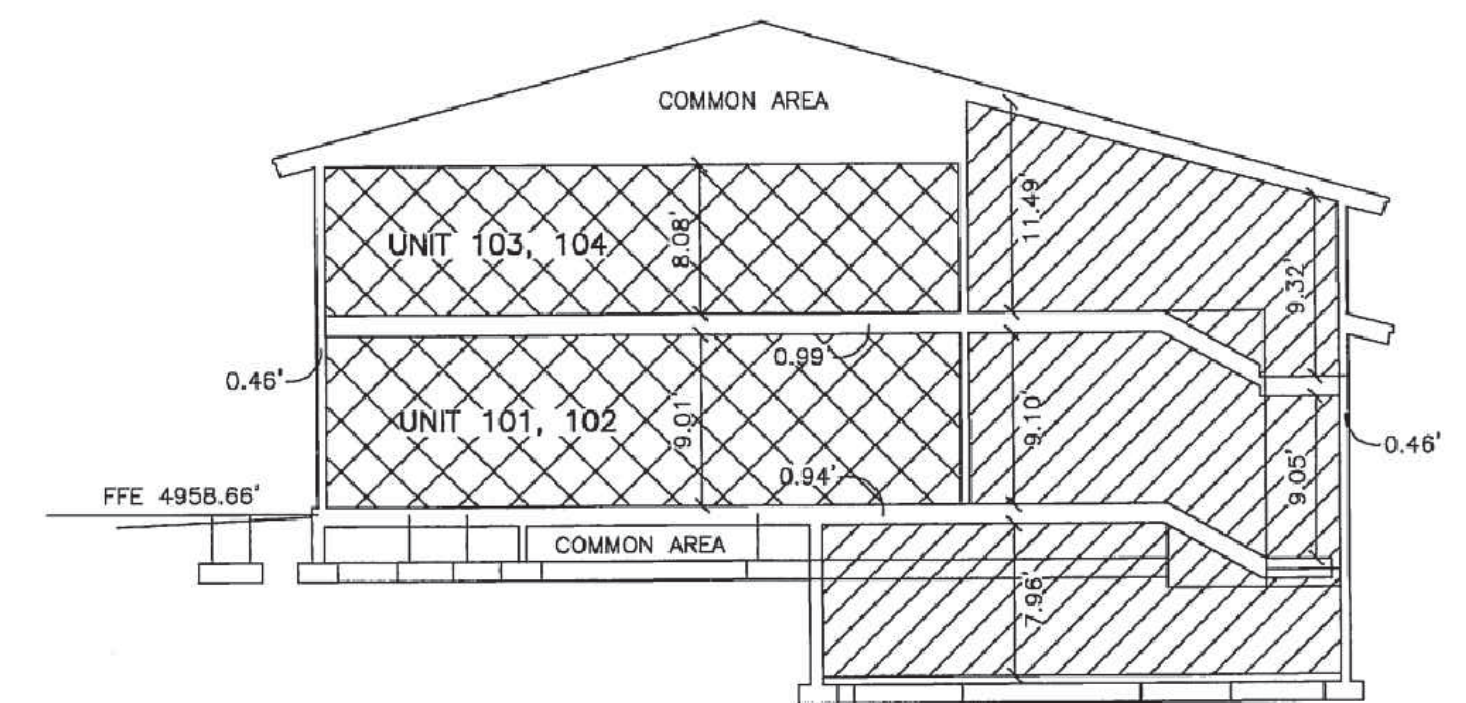 COMMON AREA
11.49'
UNIT 103, 104
8.08'
9.32'
0.99'
0.46'
UNIT 101, 102
9.01'
9.10'
0.46'
9.05'
0.94'
FFE 4958.66'
COMMON AREA
7.96'